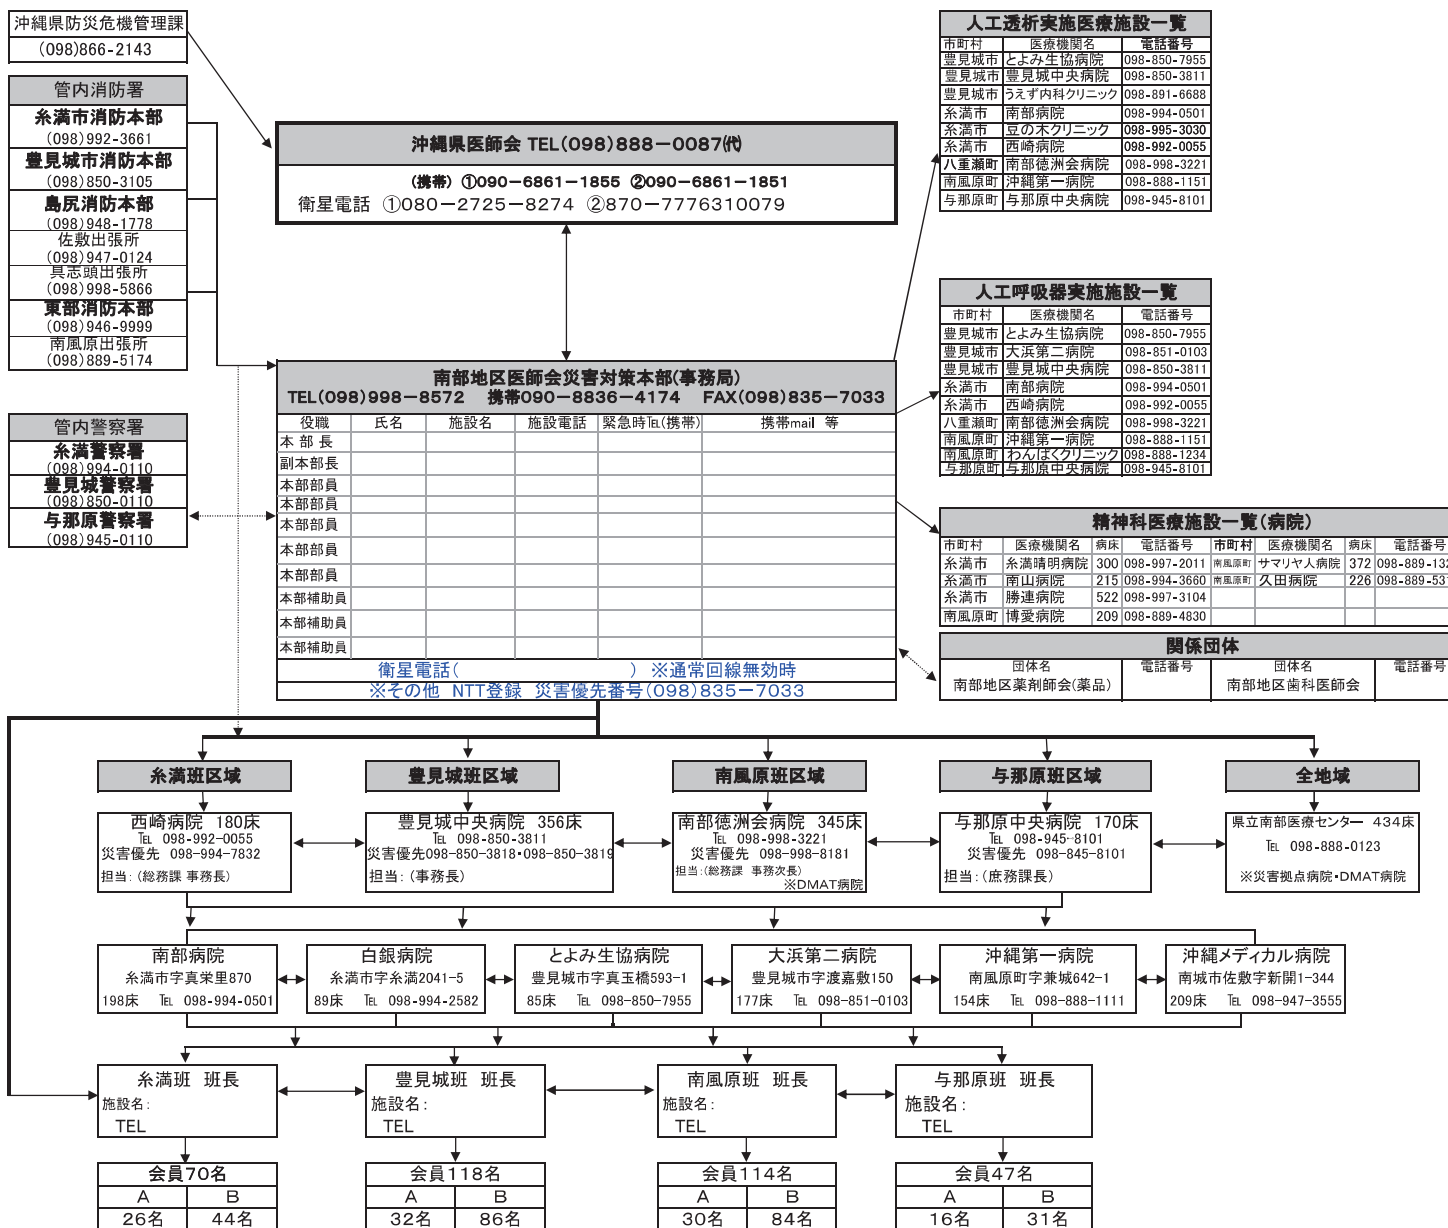 沖縄県防災危機管理課
(098)866-2143
管内消防署
糸満市消防本部
(098)992-3661
豊見城市消防本部
(098)850-3105
島尻消防本部
(098)948-1778
佐敷出張所
(098)947-0124
具志頭出張所
(098)998-5866
東部消防本部
(098)946-9999
南風原出張所
(098)889-5174
管内警察署
糸満警察署
(098)994-0110
豊見城警察署
(098)850-0110
与那原警察署
(098)945-0110
沖縄県医師会 TEL(098)888-0087㈹
(携帯) ①090-6861-1855 ②090-6861-1851
衛星電話 ①080-2725-8274 ②870-7776310079
南部地区医師会災害対策本部(事務局)
TEL(098)998-8572 携帯090-8836-4174 FAX(098)835-7033
役職 氏名 施設名 施設電話 緊急時℡(携帯) 携帯mail 等
本 部 長
副本部長
本部部員
本部部員
本部部員
本部部員
本部部員
本部補助員
本部補助員
本部補助員
衛星電話( ) ※通常回線無効時
※その他 NTT登録 災害優先番号(098)835-7033
人工透析実施医療施設一覧
市町村 医療機関名 電話番号
豊見城市 とよみ生協病院 098-850-7955
豊見城市 豊見城中央病院 098-850-3811
豊見城市 うえず内科クリニック 098-891-6688
糸満市 南部病院 098-994-0501
糸満市 豆の木クリニック 098-995-3030
糸満市 西崎病院 098-992-0055
八重瀬町 南部徳洲会病院 098-998-3221
南風原町 沖縄第一病院 098-888-1151
与那原町 与那原中央病院 098-945-8101
人工呼吸器実施施設一覧
市町村 医療機関名 電話番号
豊見城市 とよみ生協病院 098-850-7955
豊見城市 大浜第二病院 098-851-0103
豊見城市 豊見城中央病院 098-850-3811
糸満市 南部病院 098-994-0501
糸満市 西崎病院 098-992-0055
八重瀬町 南部徳洲会病院 098-998-3221
南風原町 沖縄第一病院 098-888-1151
南風原町 わんぱくクリニック 098-888-1234
与那原町 与那原中央病院 098-945-8101
精神科医療施設一覧(病院)
市町村 医療機関名 病床 電話番号 市町村 医療機関名 病床 電話番号
糸満市 糸満晴明病院 300 098-997-2011 南風原町 サマリヤ人病院 372 098-889-132
糸満市 南山病院 215 098-994-3660 南風原町 久田病院 226 098-889-53
糸満市 勝連病院 522 098-997-3104
南風原町 博愛病院 209 098-889-4830
関係団体
団体名 電話番号 団体名 電話番号
南部地区薬剤師会(薬品) 南部地区歯科医師会
糸満班区域 豊見城班区域 南風原班区域 与那原班区域 全地域
西崎病院 180床
℡ 098-992-0055
災害優先 098-994-7832
担当:(総務課 事務長)
豊見城中央病院 356床
℡ 098-850-3811
災害優先098-850-3818・098-850-3819
担当:(事務長)
南部徳洲会病院 345床
℡ 098-998-3221
災害優先 098-998-8181
担当:(総務課 事務次長)
※DMAT病院
与那原中央病院 170床
℡ 098-945-8101
災害優先 098-845-8101
担当:(庶務課長)
県立南部医療センター 434床
℡ 098-888-0123
※災害拠点病院・DMAT病院
南部病院
糸満市字真栄里870
198床 ℡ 098-994-0501
白銀病院
糸満市字糸満2041-5
89床 ℡ 098-994-2582
とよみ生協病院
豊見城市字真玉橋593-1
85床 ℡ 098-850-7955
大浜第二病院
豊見城市字渡嘉敷150
177床 ℡ 098-851-0103
沖縄第一病院
南風原町字兼城642-1
154床 ℡ 098-888-1111
沖縄メディカル病院
南城市佐敷字新開1-344
209床 ℡ 098-947-3555
糸満班 班長
施設名:
TEL
豊見城班 班長
施設名:
TEL
南風原班 班長
施設名:
TEL
与那原班 班長
施設名:
TEL
会員70名
A B
26名 44名
会員118名
A B
32名 86名
会員114名
A B
30名 84名
会員47名
A B
16名 31名